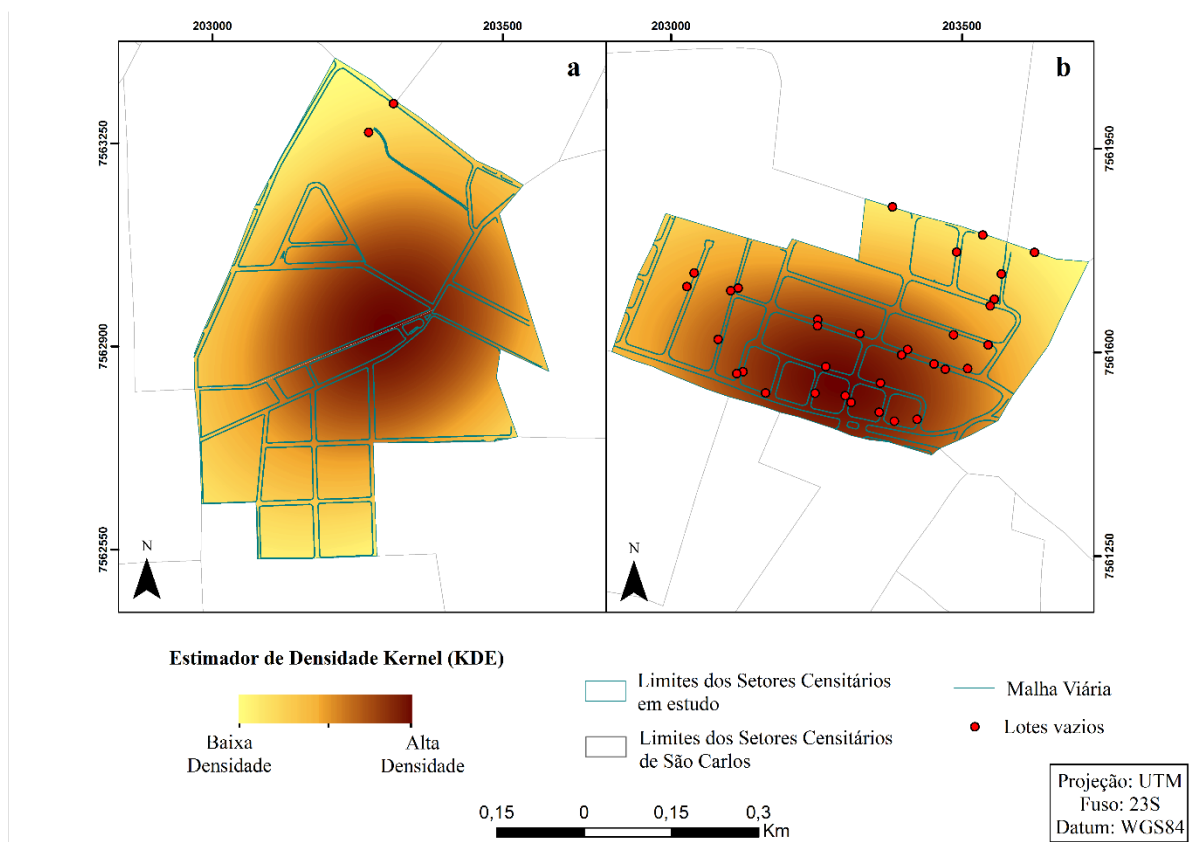 203000
203500
203000
203500
a
b
7563250
7562900
7562550
7561950
7561600
7561250
N
N
Estimador de Densidade Kernel (KDE)
Baixa
Densidade
Alta
Densidade
Limites dos Setores Censitários
em estudo
Limites dos Setores Censitários
de São Carlos
Malha Viária
Lotes vazios
0,15
0
0,15
0,3
Km
Projeção: UTM
Fuso: 23S
Datum: WGS84